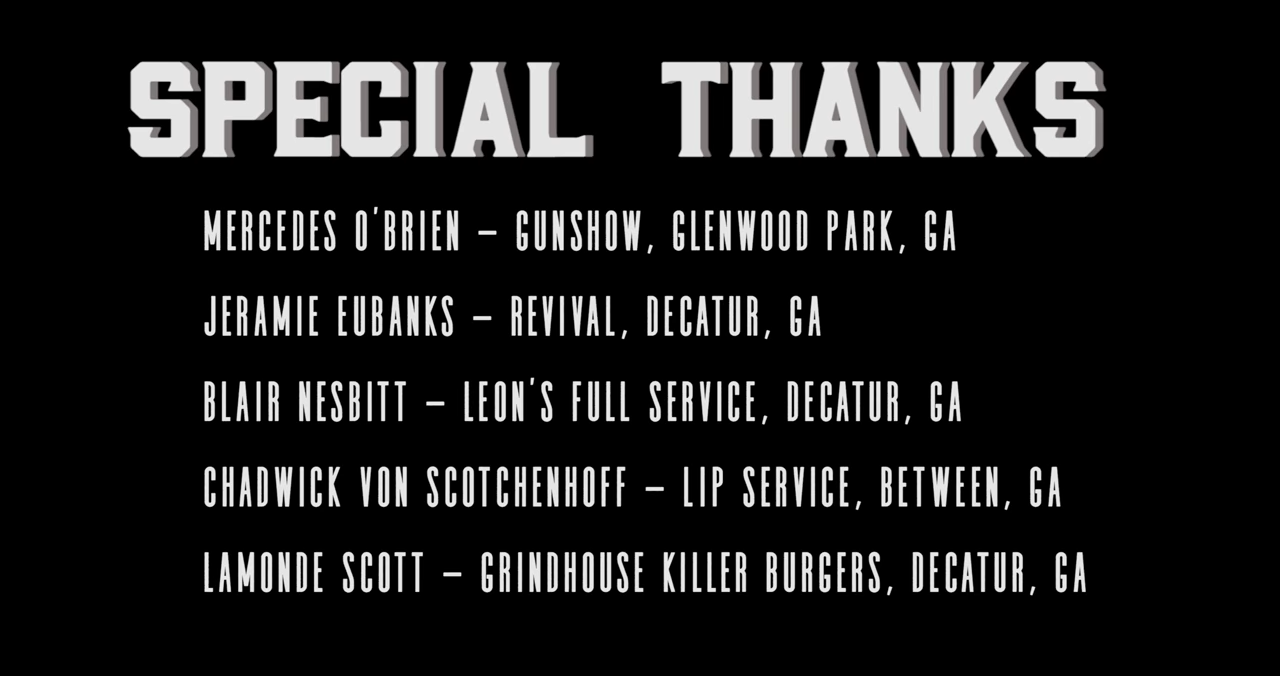 SPECIAL THANKS
MERCEDES O'BRIEN – GUNSHOW, GLENWOOD PARK, GA
JERAMIE EUBANKS – REVIVAL, DECATUR, GA
BLAIR NESBITT – LEON'S FULL SERVICE, DECATUR, GA
CHADWICK VON SCOTCHENHOFF – LIP SERVICE, BETWEEN, GA
LAMONDE SCOTT – GRINDHOUSE KILLER BURGERS, DECATUR, GA